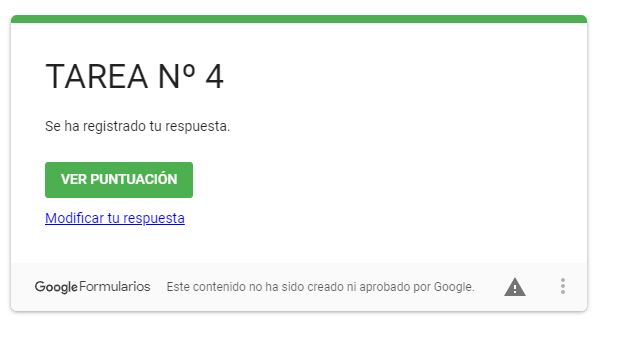 TAREA Nº 4
Se ha registrado tu respuesta.
VER PUNTUACIÓN
Modificar tu respuesta
Google Formularios Este contenido no ha sido creado ni aprobado por Google.